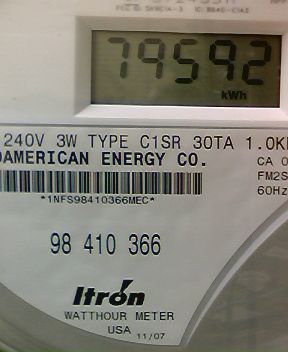 79592
kWh
240V 3W TYPE C1SR 30TA 1.0K
AMERICAN ENERGY CO.
CA 0
FM2S
60Hz
*1NFS98410366MEC*
98 410 366
Itrón
WATTHOUR METER
USA 11/07